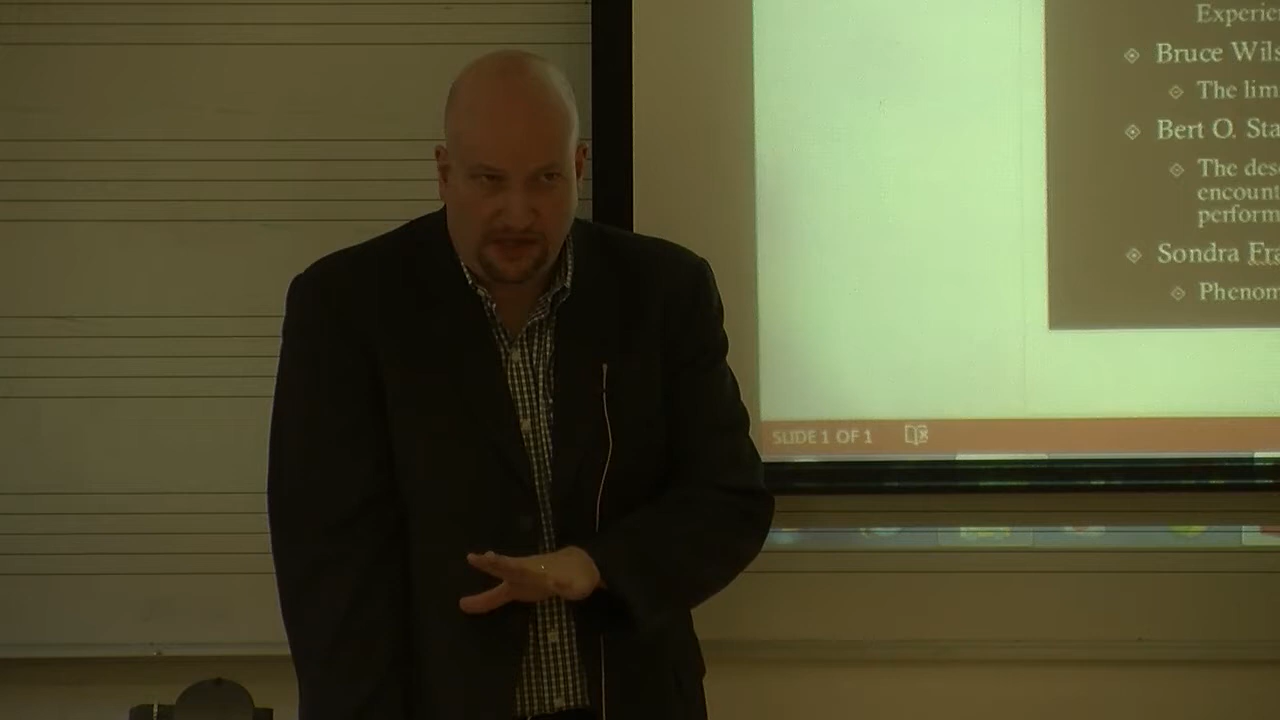 Experie
Bruce Wils
The lim
Bert O. Sta
The des
encount
perform
Sondra Fra
Phenom
SLIDE 1 OF 1